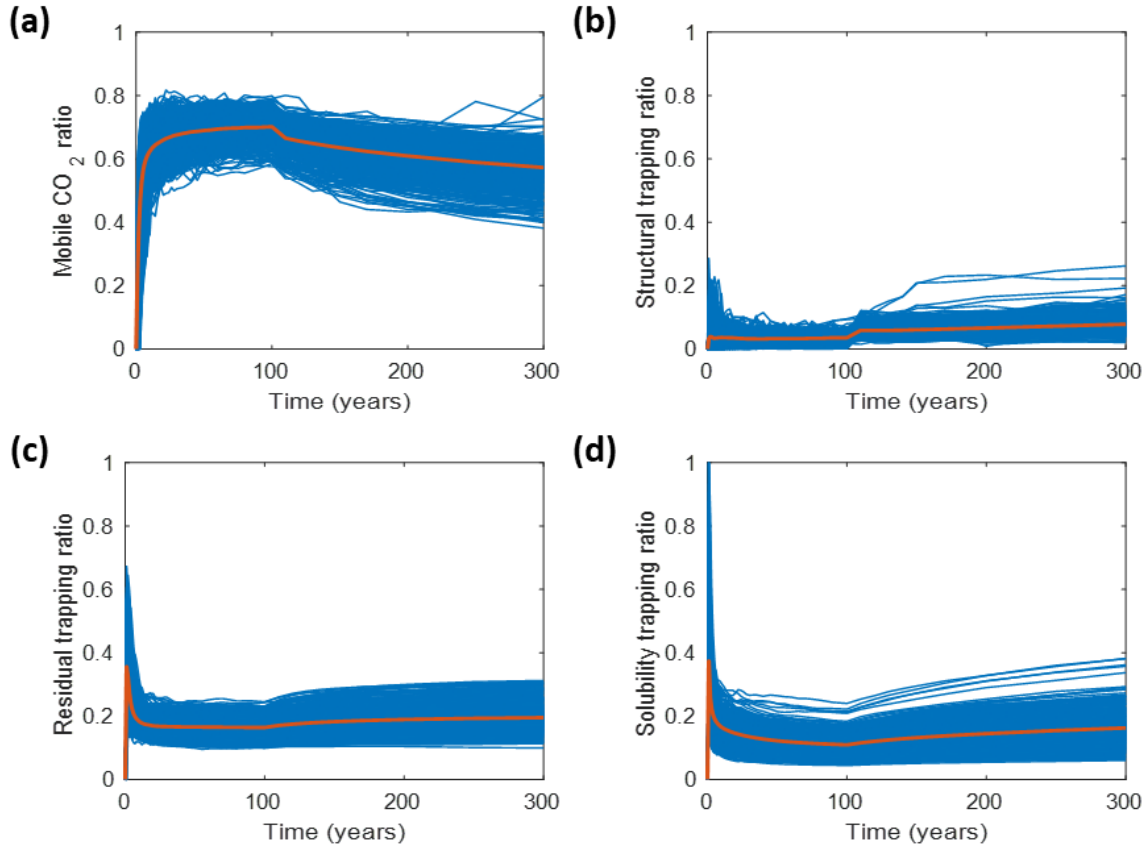 (a)
Mobile CO 2 ratio
1
0.8
0.6
0.4
0.2
0
0 100 200 300
Time (years)
(b)
Structural trapping ratio
1
0.8
0.6
0.4
0.2
0
0 100 200 300
Time (years)
(c)
Residual trapping ratio
1
0.8
0.6
0.4
0.2
0
0 100 200 300
Time (years)
(d)
Solubility trapping ratio
1
0.8
0.6
0.4
0.2
0
0 100 200 300
Time (years)